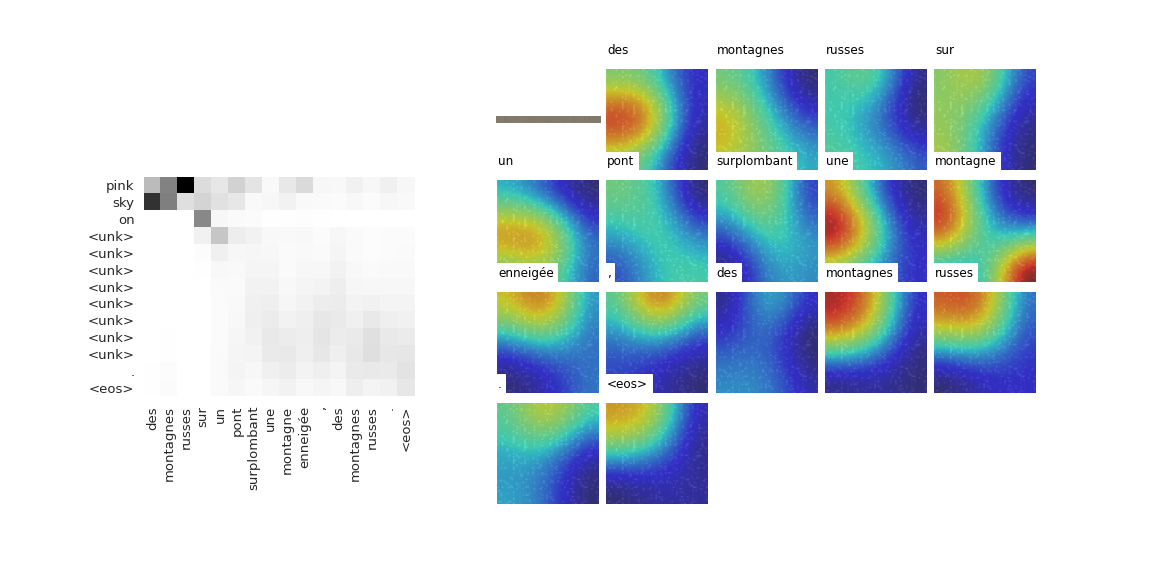 pink
sky
on
<unk>
<unk>
<unk>
<unk>
<unk>
<unk>
<unk>
<unk>
.
<eos>
des montagnes russes sur un pont surplombant une montagne enneigée , des montagnes russes . <eos>
des montagnes russes sur
un pont surplombant une montagne
enneigée , des montagnes russes
. <eos>